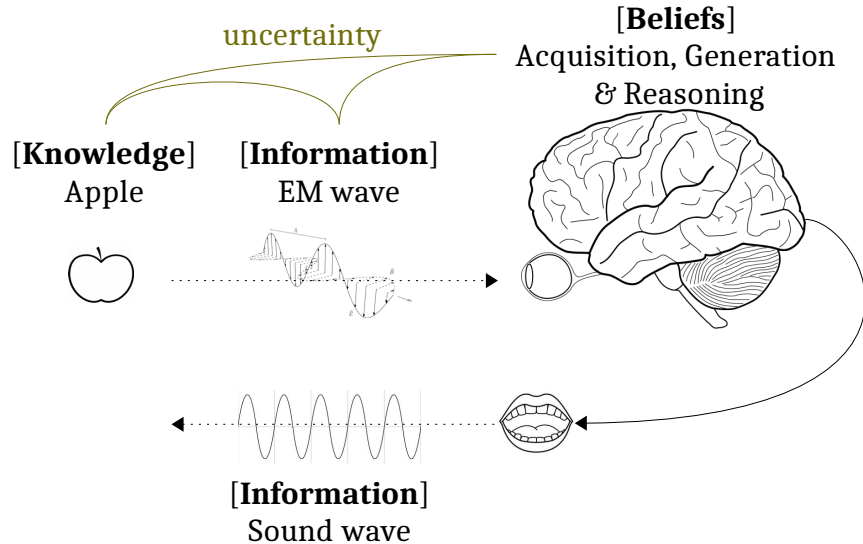 uncertainty
[Beliefs]
Acquisition, Generation
& Reasoning
[Knowledge]
Apple
[Information]
EM wave
[Information]
Sound wave